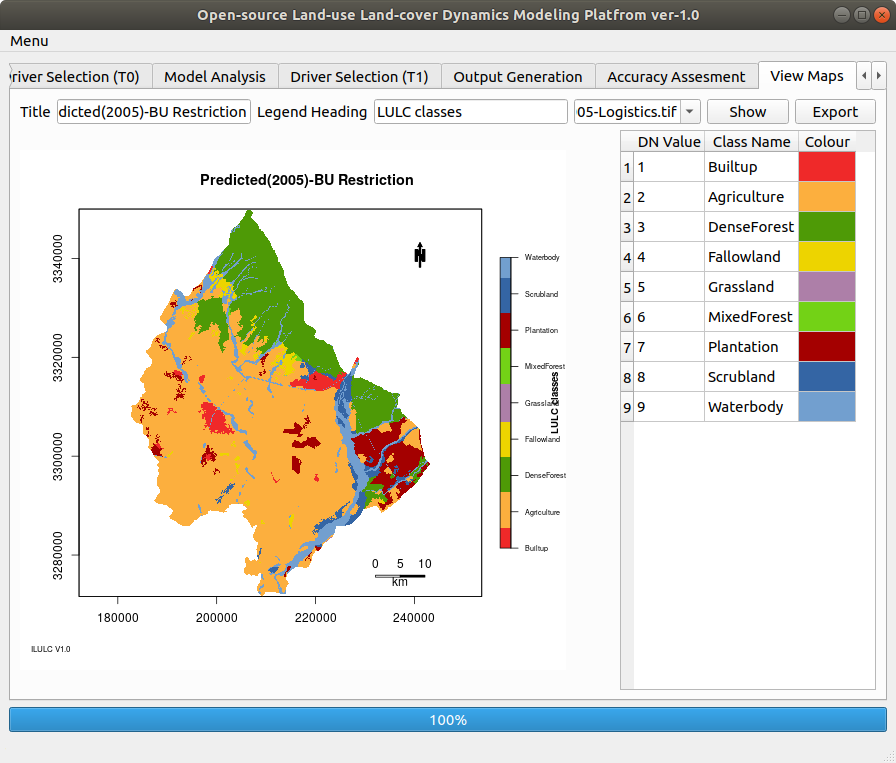 Open-source Land-use Land-cover Dynamics Modeling Platfrom ver-1.0
Menu
Driver Selection (T0) Model Analysis Driver Selection (T1) Output Generation Accuracy Assesment View Maps
Title dicted(2005)-BU Restriction Legend Heading LULC classes 05-Logistics.tif Show Export
Predicted(2005)-BU Restriction
3340000
3320000
3300000
3280000
180000 200000 220000 240000
N
0 5 10
km
Waterbody
Scrubland
Plantation
MixedForest
Grassland
Fallowland
DenseForest
Agriculture
Builtup
LULC classes
ILULC V1.0
DN Value Class Name Colour
1 1 Builtup
2 2 Agriculture
3 3 DenseForest
4 4 Fallowland
5 5 Grassland
6 6 MixedForest
7 7 Plantation
8 8 Scrubland
9 9 Waterbody
100%